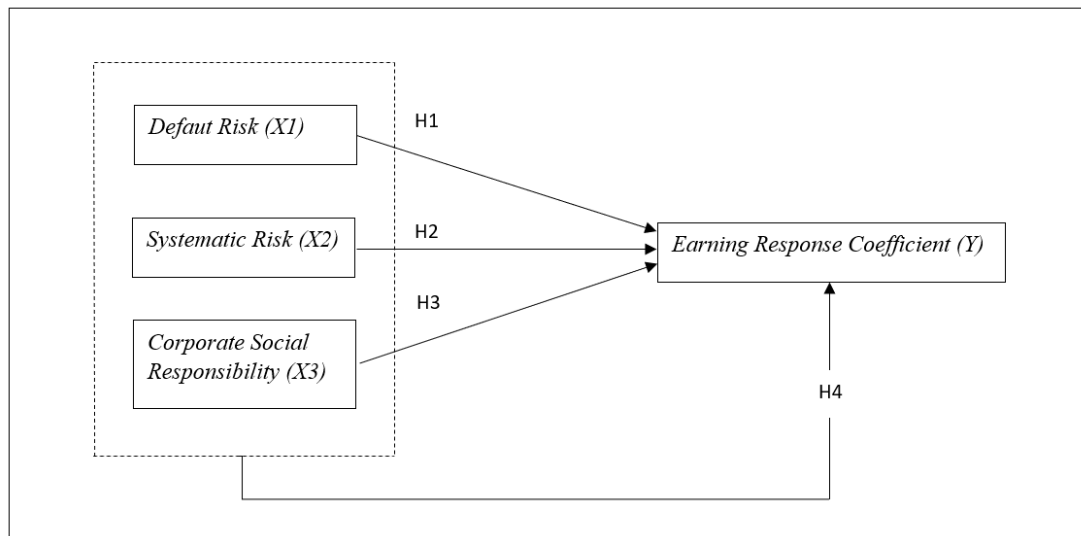 Defaut Risk (X1)
H1
Systematic Risk (X2)
H2
Earning Response Coefficient (Y)
H3
Corporate Social
Responsibility (X3)
H4